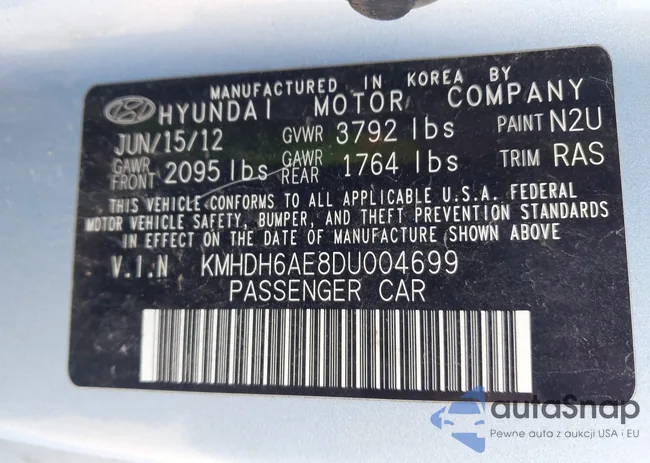 MANUFACTURED IN KOREA BY
HYUNDAI MOTOR COMPANY
JUN/15/12 GVWR 3792 lbs PAINT N2U
GAWR FRONT 2095 lbs GAWR REAR 1764 lbs TRIM RAS
THIS VEHICLE CONFORMS TO ALL APPLICABLE U.S.A. FEDERAL
MOTOR VEHICLE SAFETY, BUMPER, AND THEFT PREVENTION STANDARDS
IN EFFECT ON THE DATE OF MANUFACTURE SHOWN ABOVE
V.I.N KMHDH6AE8DU004699
PASSENGER CAR
autaSnap
Pewne auta z aukcji USA i EU